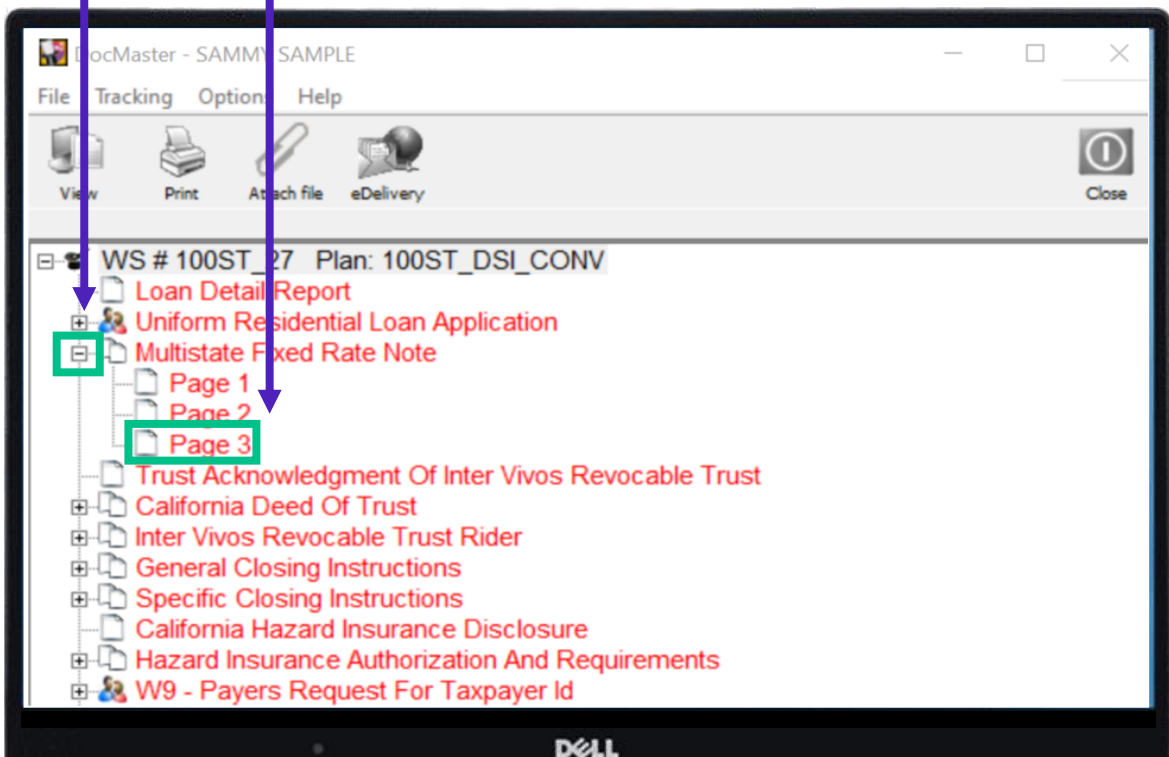 DocMaster - SAMMY SAMPLE
File Tracking Options Help
View Print Attach file eDelivery Close
WS # 100ST_27 Plan: 100ST_DSI_CONV
Loan Detail Report
Uniform Residential Loan Application
Multistate Fixed Rate Note
Page 1
Page 2
Page 3
Trust Acknowledgment Of Inter Vivos Revocable Trust
California Deed Of Trust
Inter Vivos Revocable Trust Rider
General Closing Instructions
Specific Closing Instructions
California Hazard Insurance Disclosure
Hazard Insurance Authorization And Requirements
W9 - Payers Request For Taxpayer Id
DELL